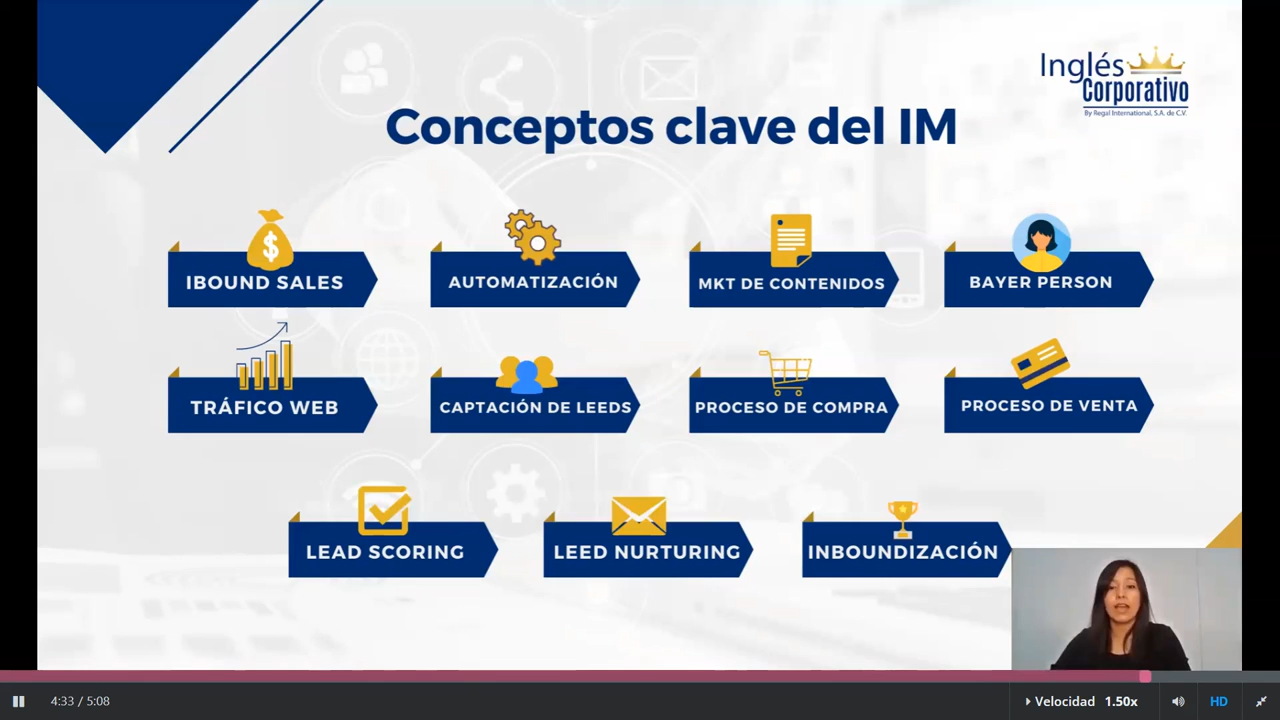 Inglés
Corporativo
By Regal International, S.A. de C.V.
Conceptos clave del IM
$
IBOUND SALES
AUTOMATIZACIÓN
MKT DE CONTENIDOS
BAYER PERSON
TRÁFICO WEB
CAPTACIÓN DE LEEDS
PROCESO DE COMPRA
PROCESO DE VENTA
LEAD SCORING
LEED NURTURING
INBOUNDIZACIÓN
4:33 / 5:08
Velocidad 1.50x
HD